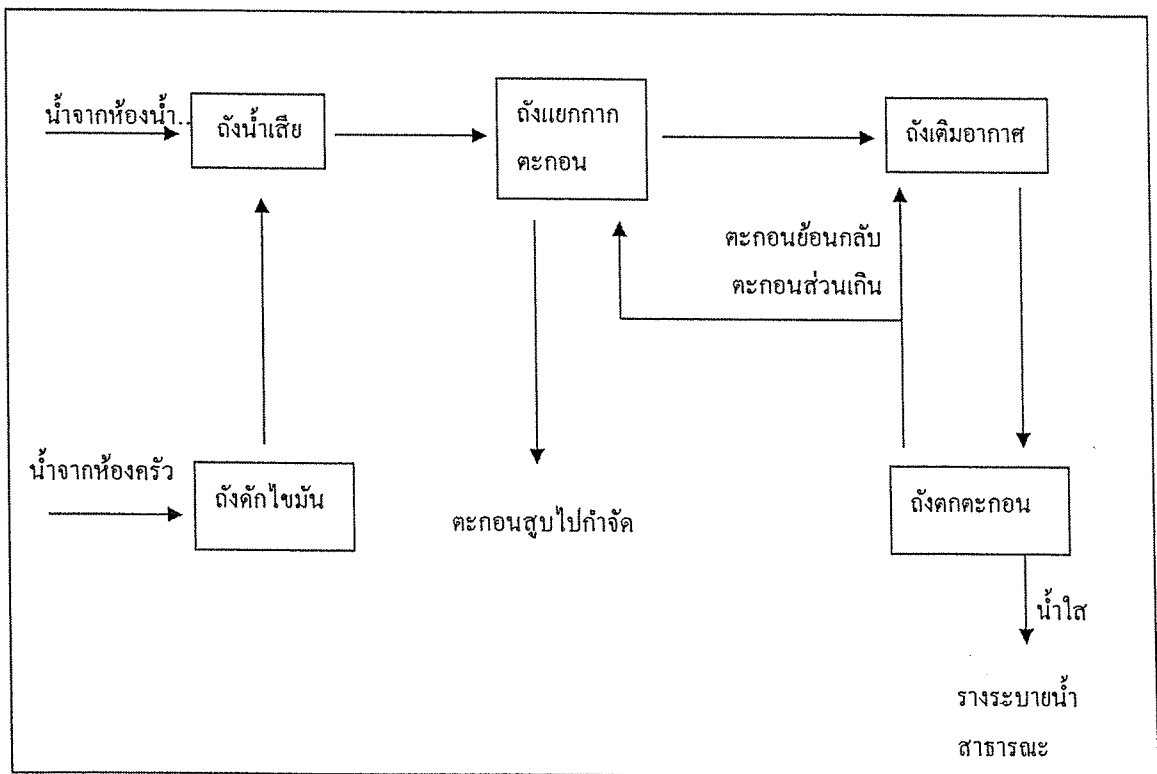 น้ำจากห้องน้ำ..
ถังน้ำเสีย
ถังแยกกาก
ตะกอน
ถังเติมอากาศ
ตะกอนย้อนกลับ
ตะกอนส่วนเกิน
น้ำจากห้องครัว
ถังดักไขมัน
ตะกอนสูบไปกำจัด
ถังตกตะกอน
น้ำใส
รางระบายน้ำ
สาธารณะ